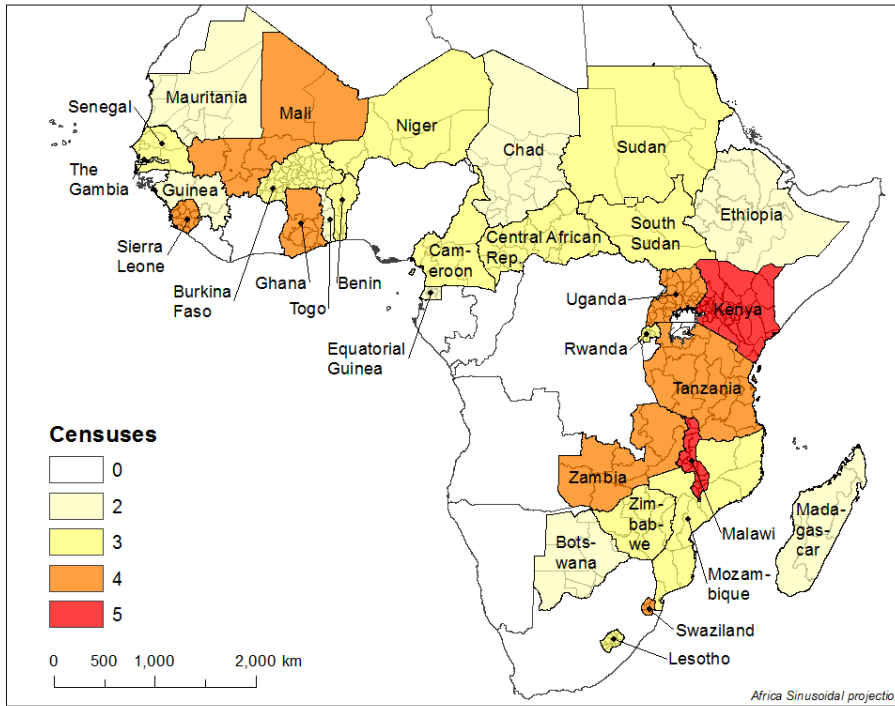 Senegal
Mauritania
Mali
Niger
Chad
Sudan
The
Gambia
Guinea
Sierra
Leone
Burkina
Faso
Ghana
Togo
Benin
Cam-
eroon
Central African
Rep.
South
Sudan
Ethiopia
Equatorial
Guinea
Uganda
Kenya
Rwanda
Tanzania
Zambia
Malawi
Zim-
bab-
we
Bots-
wana
Mozam-
bique
Mada-
gas-
car
Swaziland
Lesotho
Censuses
0
2
3
4
5
0 500 1,000 2,000 km
Africa Sinusoidal projectio